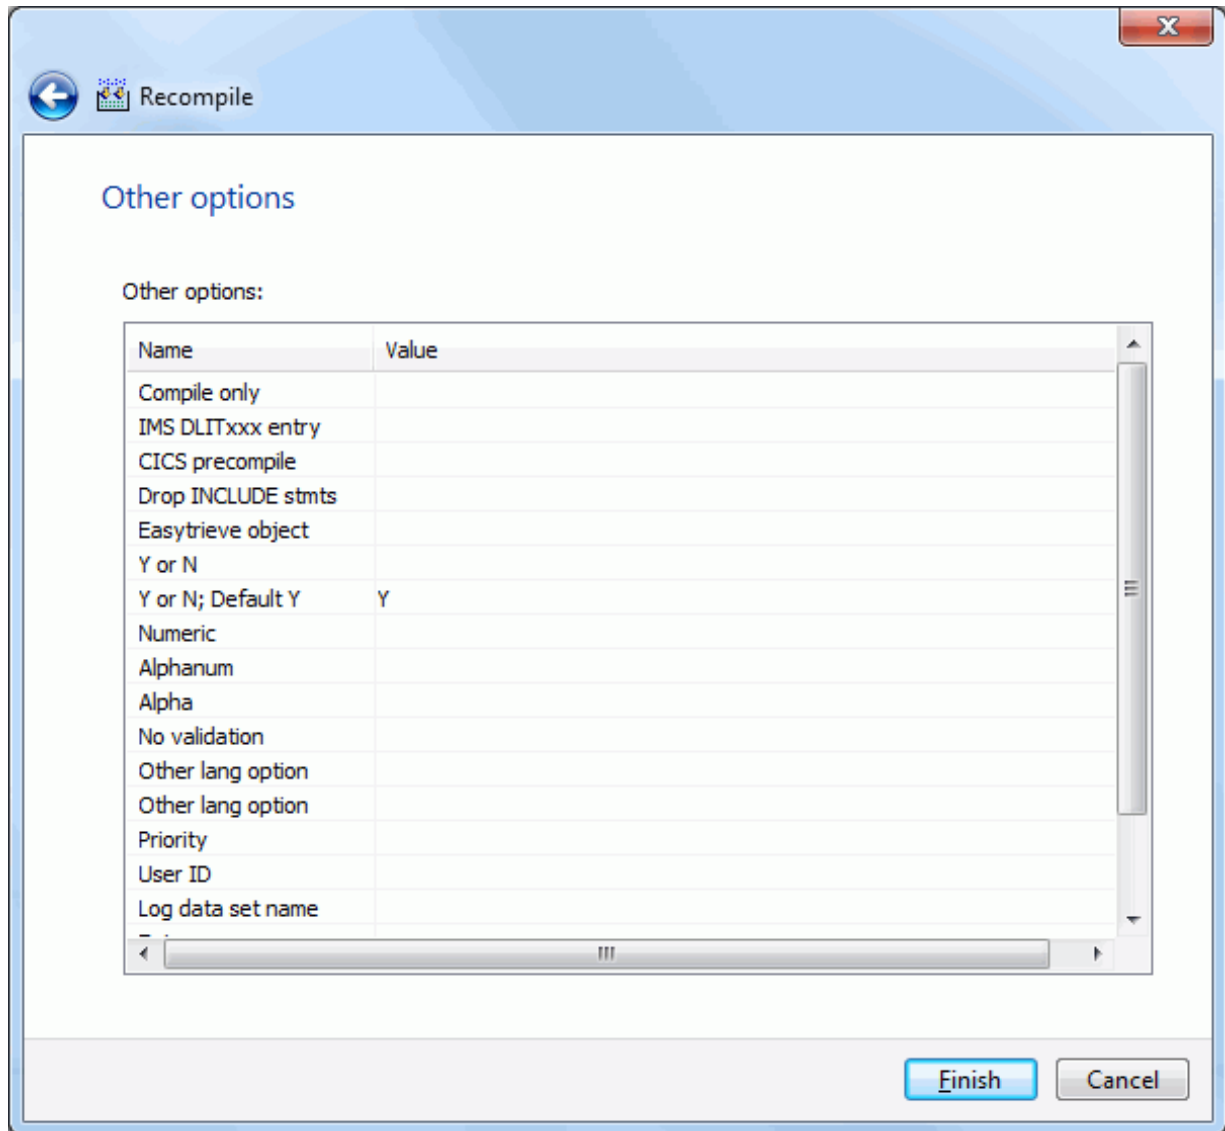 Recompile
Other options
Other options:
Name Value
Compile only
IMS DLITxxx entry
CICS precompile
Drop INCLUDE stmts
Easytrieve object
Y or N
Y or N; Default Y Y
Numeric
Alphanum
Alpha
No validation
Other lang option
Other lang option
Priority
User ID
Log data set name
Finish Cancel